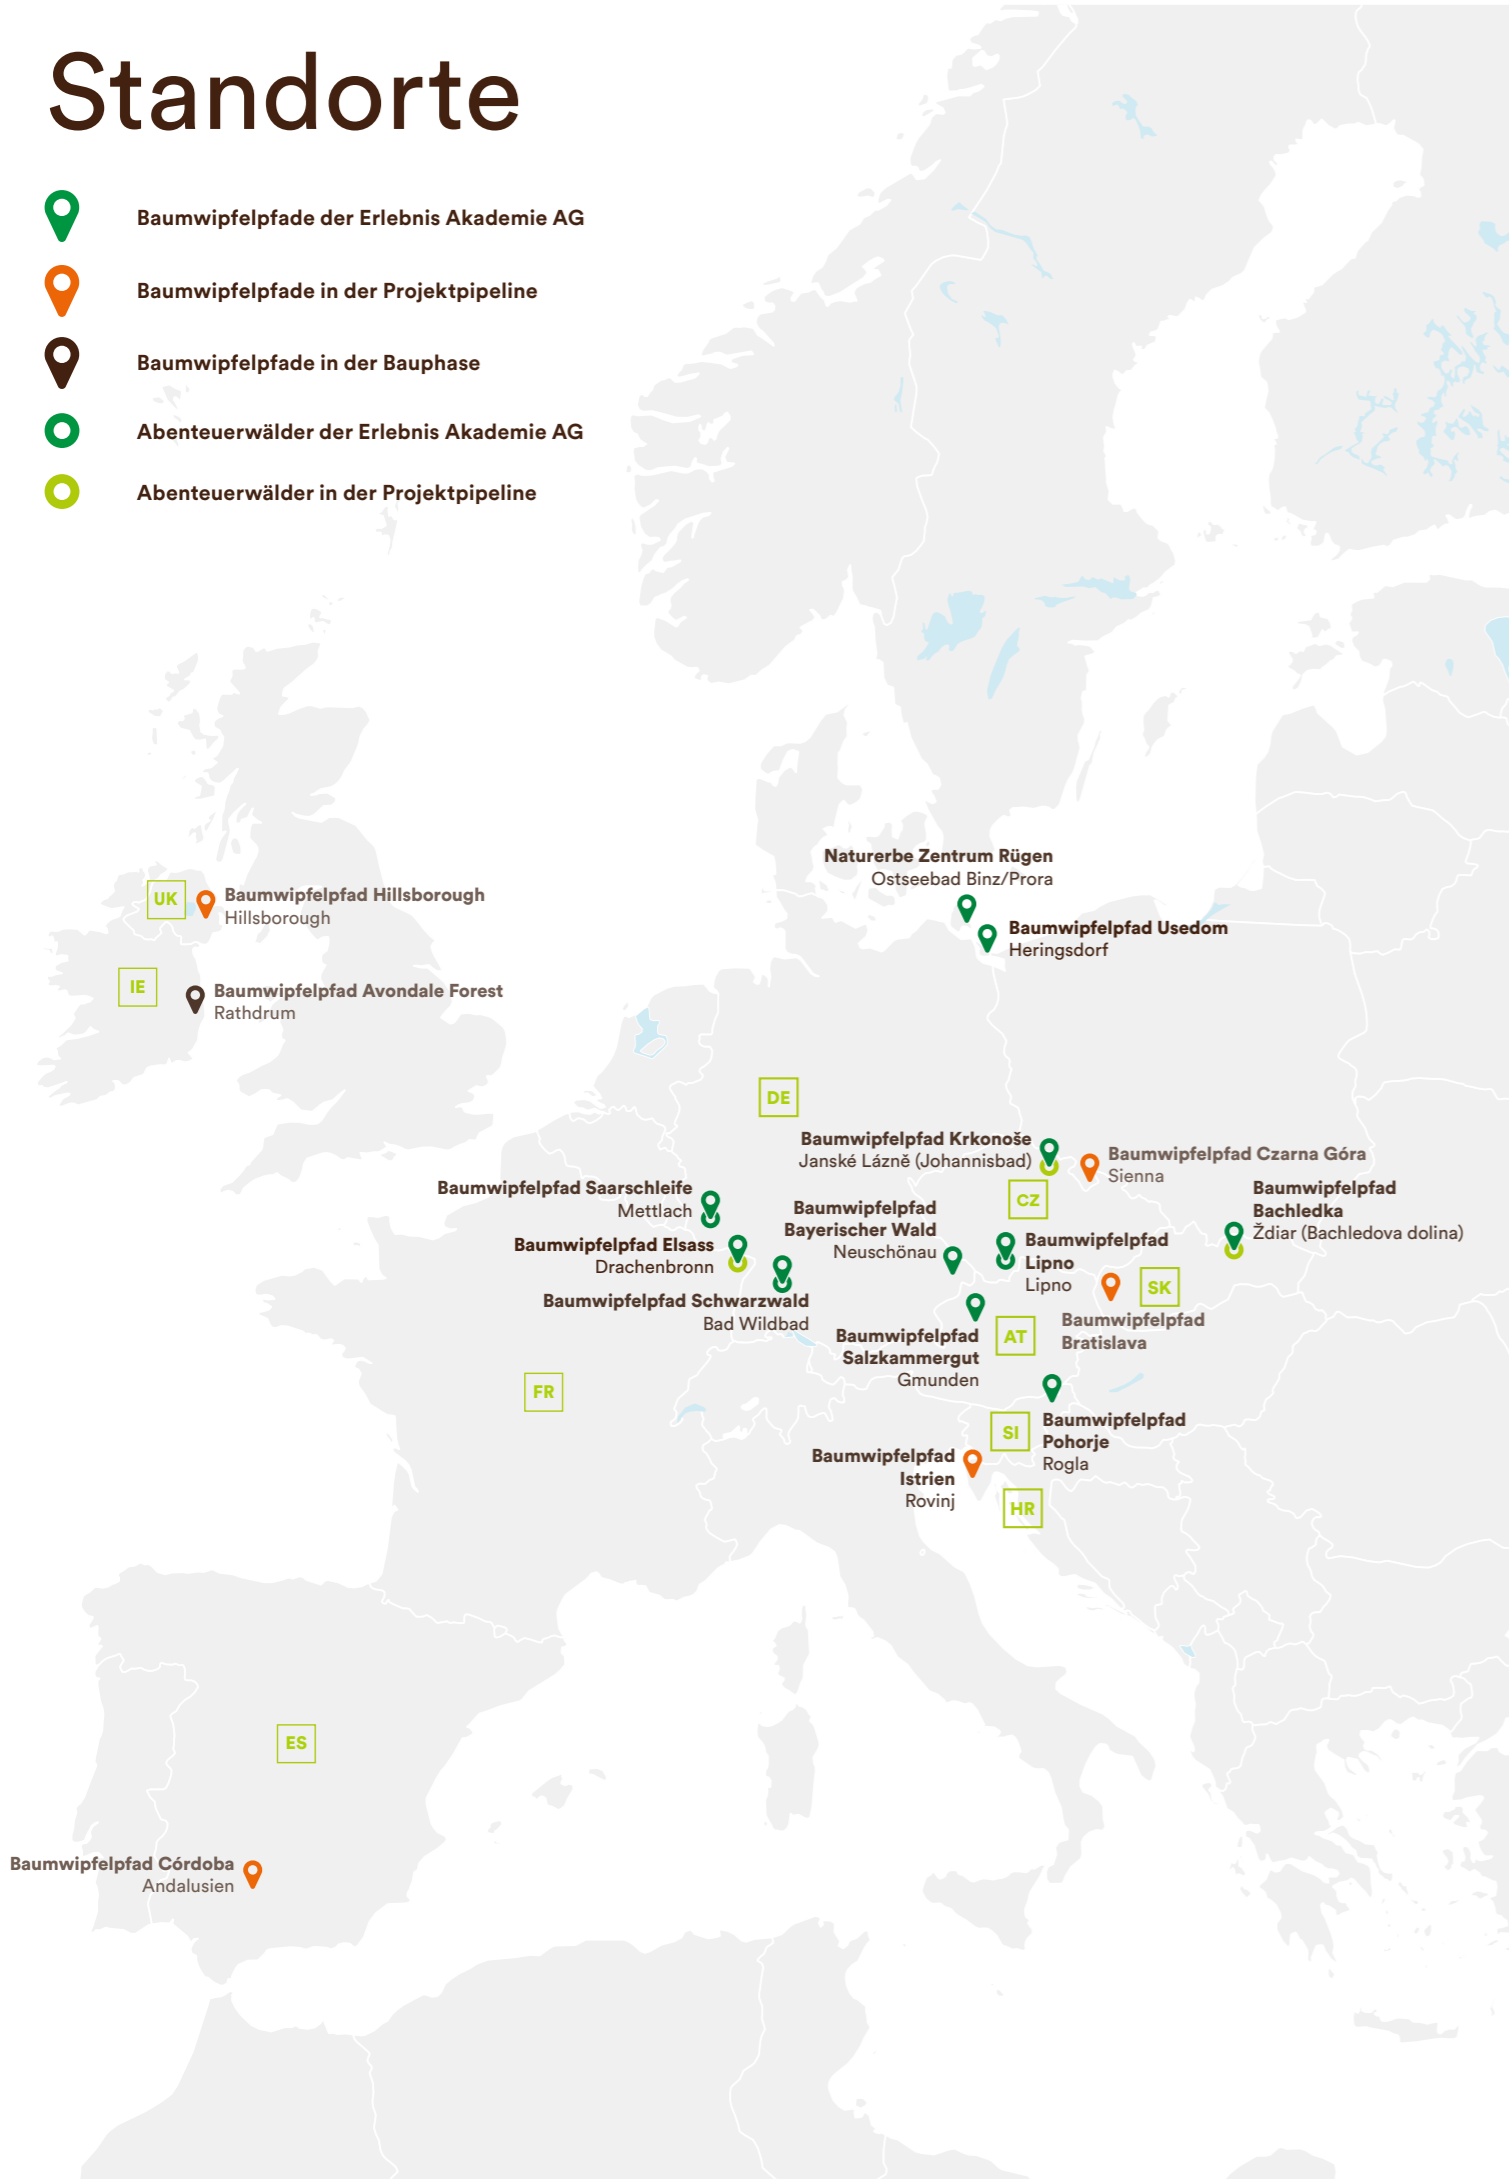 Standorte
Baumwipfelpfade der Erlebnis Akademie AG
Baumwipfelpfade in der Projektpipeline
Baumwipfelpfade in der Bauphase
Abenteuerwälder der Erlebnis Akademie AG
Abenteuerwälder in der Projektpipeline
Naturerbe Zentrum Rügen
Ostseebad Binz/Prora
Baumwipfelpfad Usedom
Heringsdorf
UK
Baumwipfelpfad Hillsborough
Hillsborough
IE
Baumwipfelpfad Avondale Forest
Rathdrum
DE
Baumwipfelpfad Krkonoše
Janské Lázně (Johannisbad)
Baumwipfelpfad Czarna Góra
Sienna
CZ
Baumwipfelpfad Saarschleife
Mettlach
Baumwipfelpfad
Bayerischer Wald
Neuschönau
Baumwipfelpfad
Bachledka
Ždiar (Bachledova dolina)
Baumwipfelpfad Elsass
Drachenbronn
Baumwipfelpfad
Lipno
Lipno
SK
Baumwipfelpfad Schwarzwald
Bad Wildbad
Baumwipfelpfad
Bratislava
Baumwipfelpfad
Salzkammergut
Gmunden
AT
FR
SI
Baumwipfelpfad
Pohorje
Rogla
Baumwipfelpfad
Istrien
Rovinj
HR
ES
Baumwipfelpfad Córdoba
Andalusien